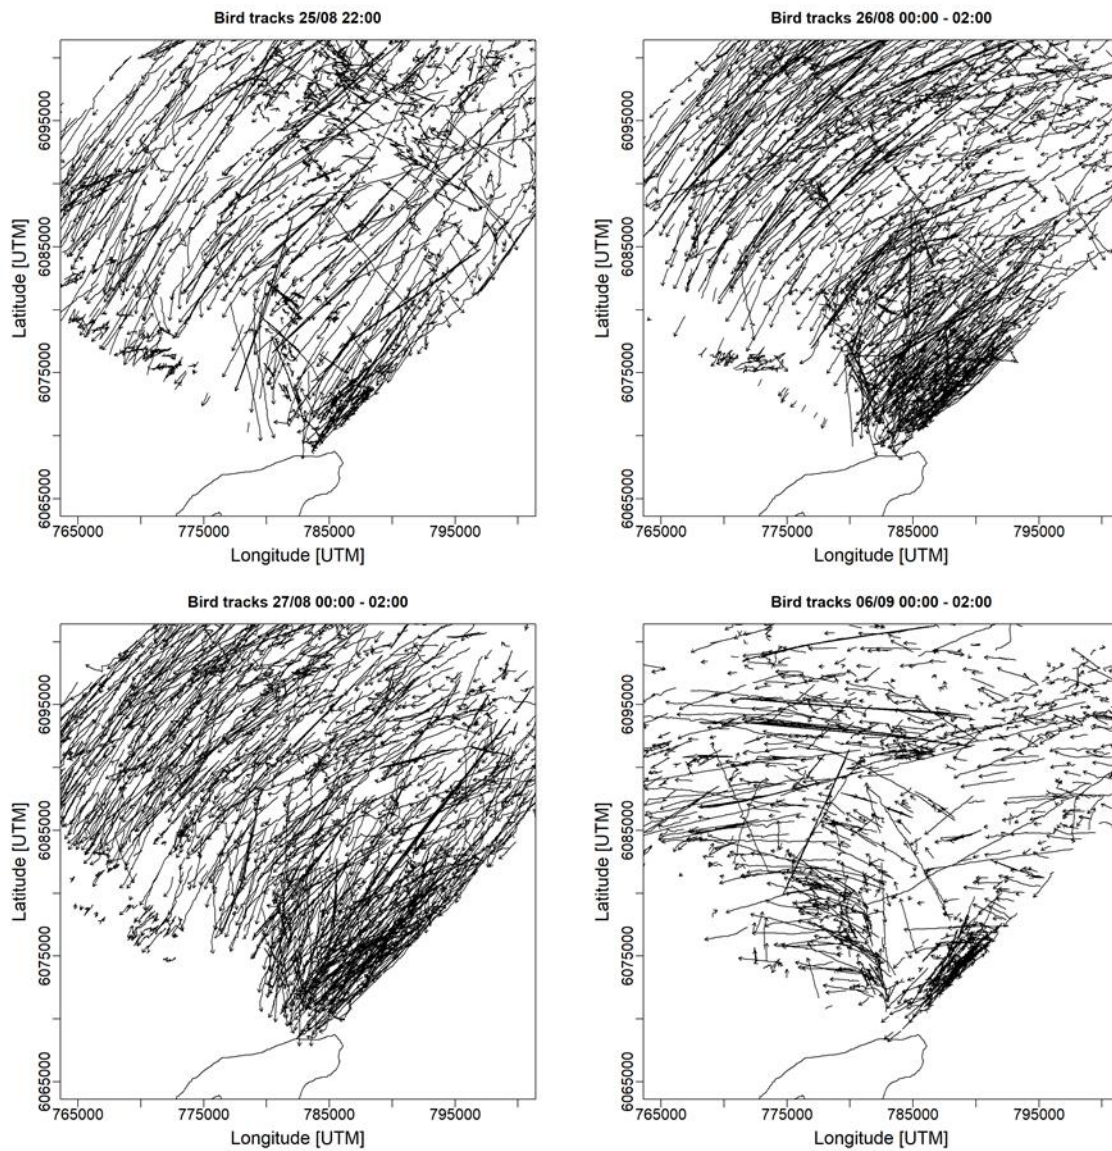 Bird tracks 25/08 22:00
Bird tracks 26/08 00:00 - 02:00
Latitude [UTM]
6095000
6085000
6075000
6065000
765000 775000 785000 795000
Longitude [UTM]
Latitude [UTM]
6095000
6085000
6075000
6065000
765000 775000 785000 795000
Longitude [UTM]
Bird tracks 27/08 00:00 - 02:00
Bird tracks 06/09 00:00 - 02:00
Latitude [UTM]
6095000
6085000
6075000
6065000
765000 775000 785000 795000
Longitude [UTM]
Latitude [UTM]
6095000
6085000
6075000
6065000
765000 775000 785000 795000
Longitude [UTM]